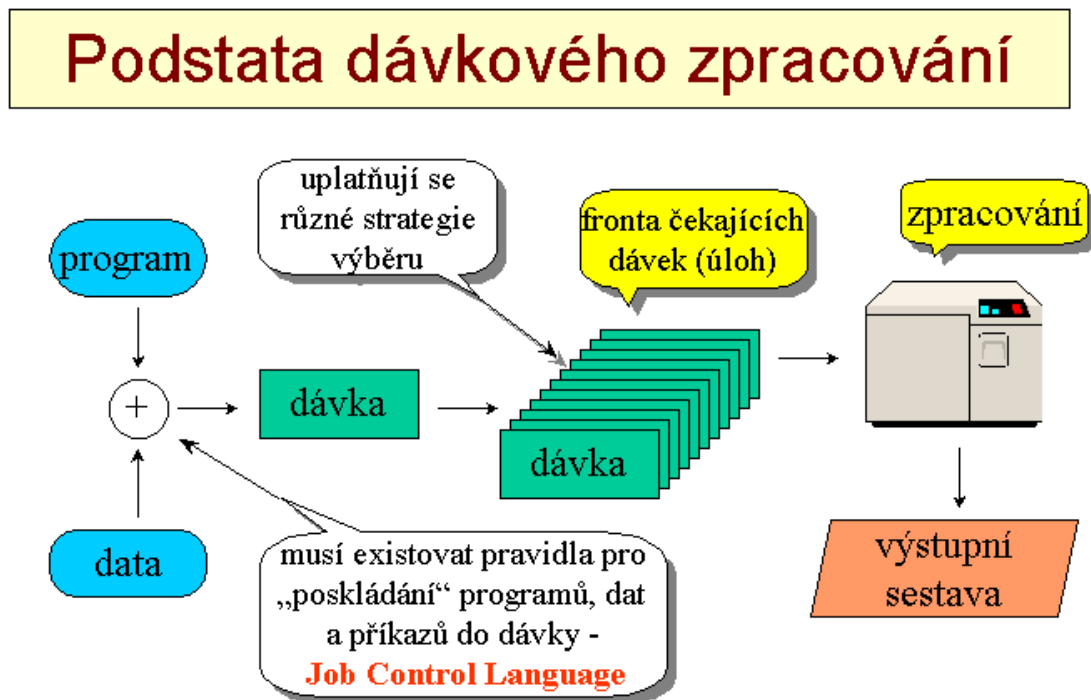 Podstata dávkového zpracování
uplatňují se
různé strategie
výběru
fronta čekajících
dávek (úloh)
zpracování
program
+
dávka
dávka
data
musí existovat pravidla pro
„poskládání“ programů, dat
a příkazů do dávky -
Job Control Language
výstupní
sestava